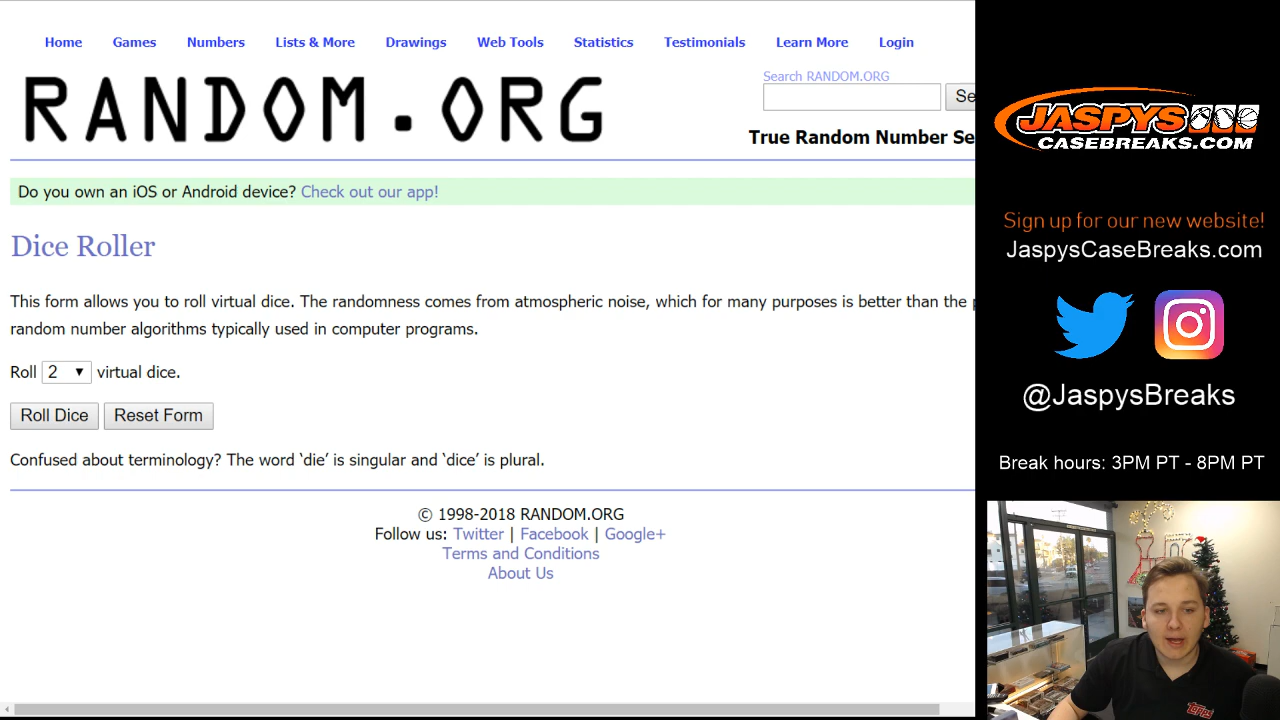 Home Games Numbers Lists & More Drawings Web Tools Statistics Testimonials Learn More Login
RANDOM.ORG
Search RANDOM.ORG
Se
True Random Number Se
Do you own an iOS or Android device? Check out our app!
Dice Roller
This form allows you to roll virtual dice. The randomness comes from atmospheric noise, which for many purposes is better than the
random number algorithms typically used in computer programs.
Roll 2 virtual dice.
Roll Dice Reset Form
Confused about terminology? The word ‘die’ is singular and ‘dice’ is plural.
© 1998-2018 RANDOM.ORG
Follow us: Twitter | Facebook | Google+
Terms and Conditions
About Us
JASPYS
CASEBREAKS.COM
Sign up for our new website!
JaspysCaseBreaks.com
@JaspysBreaks
Break hours: 3PM PT - 8PM PT
topps